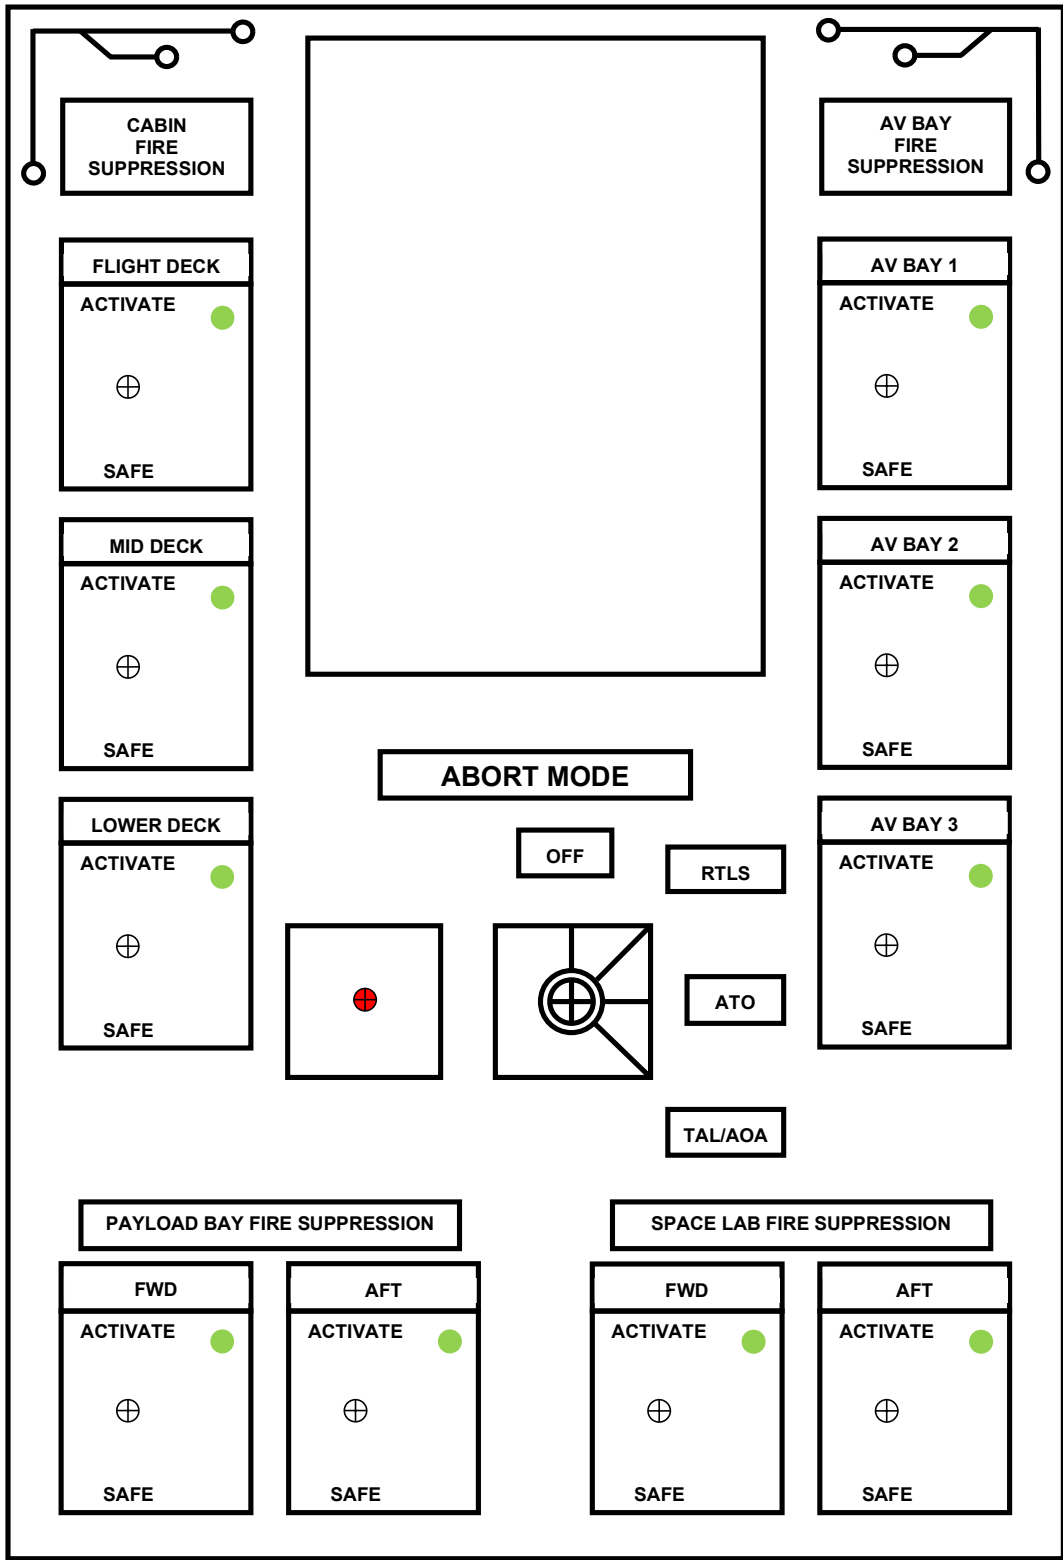 CABIN
FIRE
SUPPRESSION
AV BAY
FIRE
SUPPRESSION
FLIGHT DECK
ACTIVATE
SAFE
AV BAY 1
ACTIVATE
SAFE
MID DECK
ACTIVATE
SAFE
AV BAY 2
ACTIVATE
SAFE
ABORT MODE
LOWER DECK
ACTIVATE
SAFE
OFF
RTLS
ATO
TAL/AOA
AV BAY 3
ACTIVATE
SAFE
PAYLOAD BAY FIRE SUPPRESSION
FWD
ACTIVATE
SAFE
AFT
ACTIVATE
SAFE
SPACE LAB FIRE SUPPRESSION
FWD
ACTIVATE
SAFE
AFT
ACTIVATE
SAFE